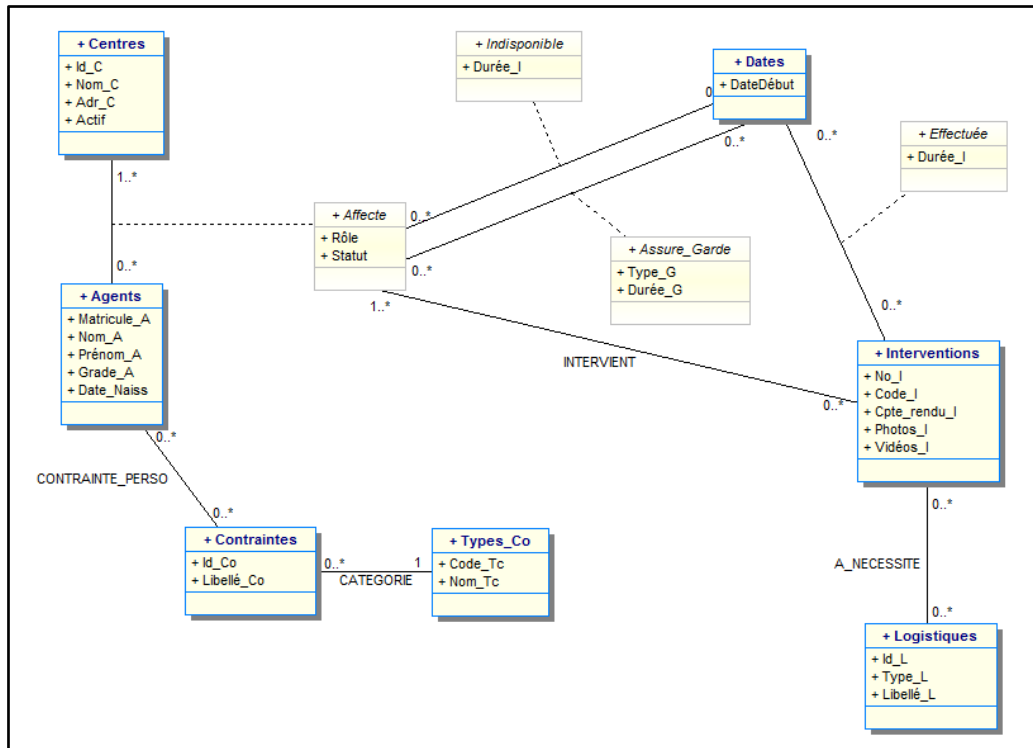 + Centres
+ Id_C
+ Nom_C
+ Adr_C
+ Actif
1..*
0..*
+ Indisponible
+ Durée_I
+ Dates
+ DateDébut
0
0..*
0..*
+ Effectuée
+ Durée_I
+ Affecte
+ Rôle
+ Statut
0..*
0..*
1..*
+ Assure_Garde
+ Type_G
+ Durée_G
+ Agents
+ Matricule_A
+ Nom_A
+ Prénom_A
+ Grade_A
+ Date_Naiss
0..*
INTERVIENT
0..*
0..*
+ Interventions
+ No_I
+ Code_I
+ Cpte_rendu_I
+ Photos_I
+ Vidéos_I
0..*
CONTRAINTE_PERSO
0..*
+ Contraintes
+ Id_Co
+ Libellé_Co
0..*
1
CATEGORIE
+ Types_Co
+ Code_Tc
+ Nom_Tc
A_NECESSITE
0..*
+ Logistiques
+ Id_L
+ Type_L
+ Libellé_L